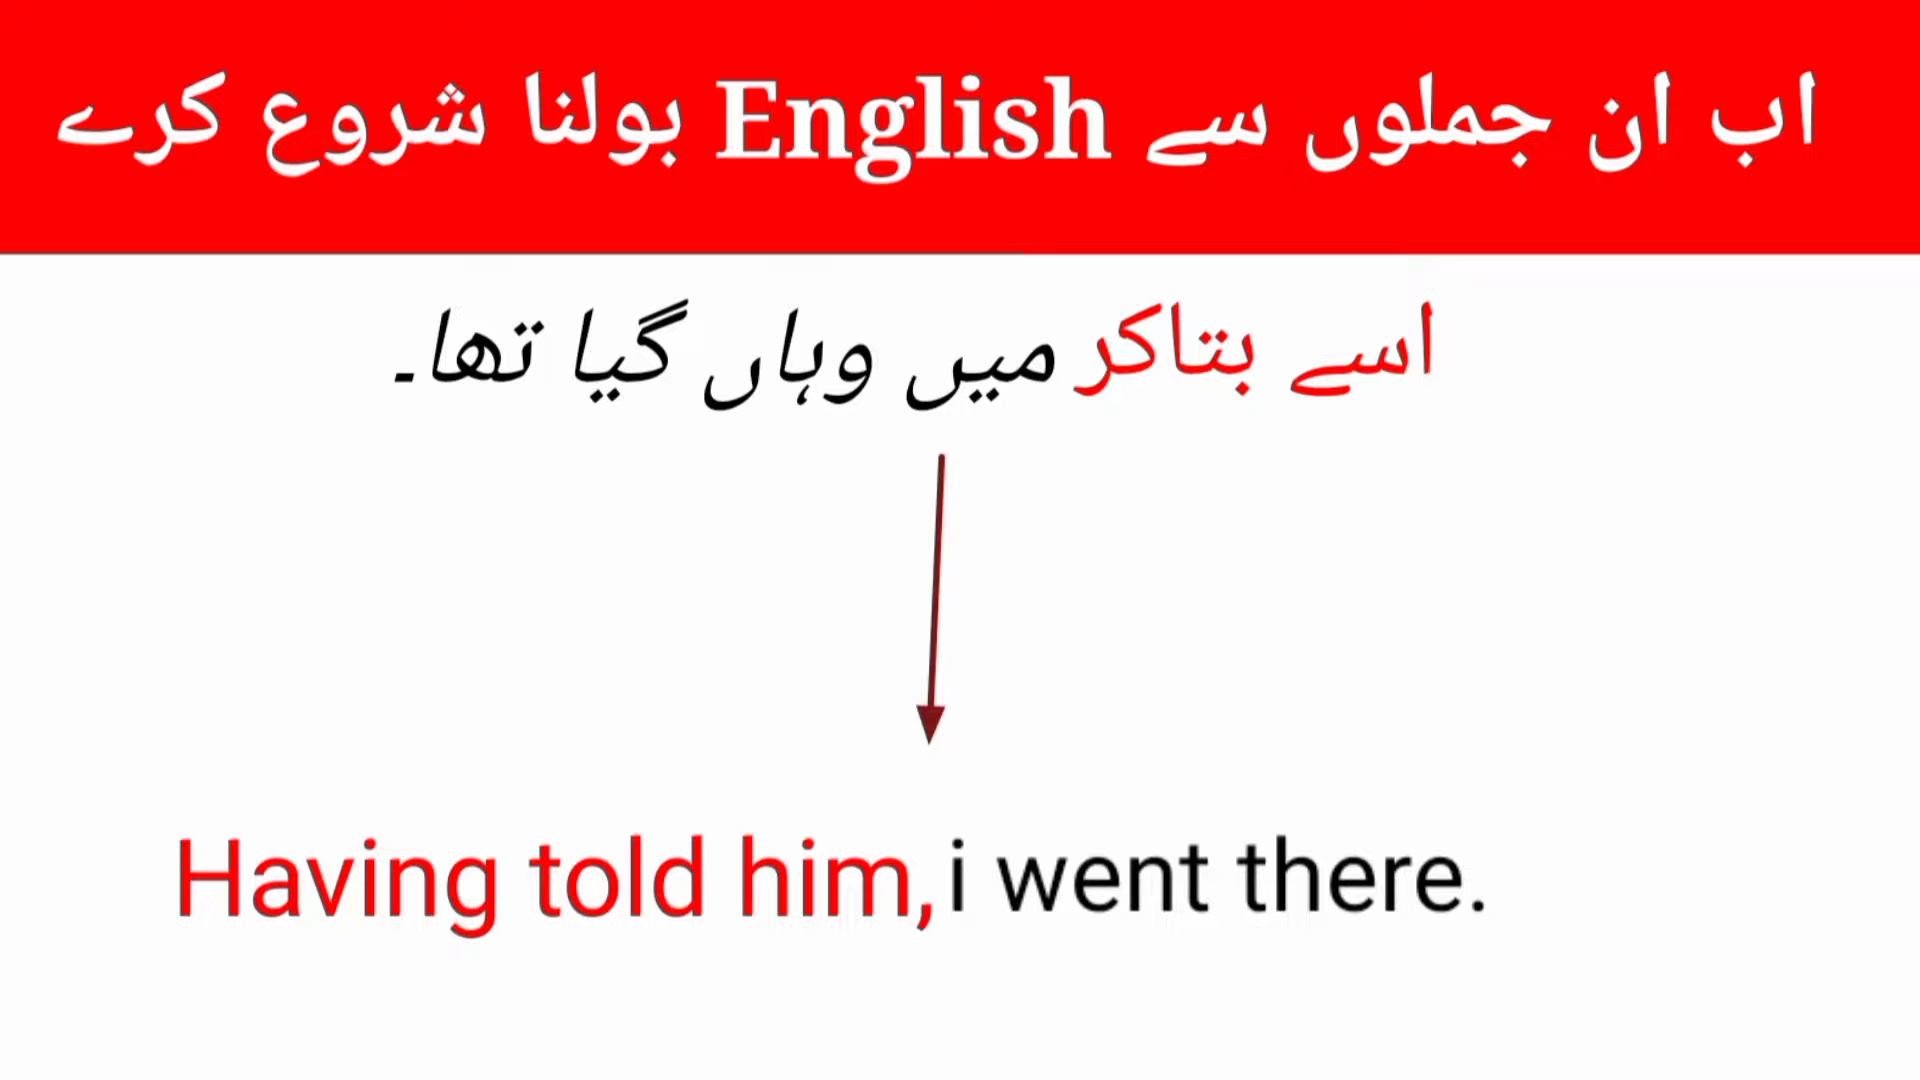 اب ان جملوں سے English بولنا شروع کرے
اسے بتاکر میں وہاں گیا تھا۔
Having told him, i went there.